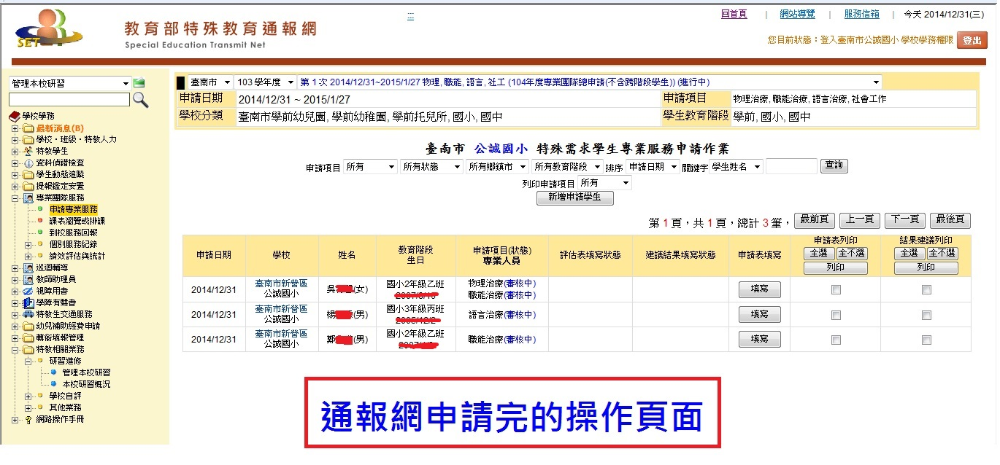 回首頁 | 網站導覽 | 服務信箱 | 今天 2014/12/31(三)
SET
教育部特殊教育通報網
Special Education Transmit Net
:::
您目前狀態：登入臺南市公誠國小 學校學務權限 登出
管理本校研習
學校學務
最新消息(B)
學校‧班級‧特教人力
特教學生
資料偵錯檢查
學生動態追蹤
提報鑑定安置
專業團隊服務
申請專業服務
課表瀏覽或排課
到校服務回報
個別服務紀錄
績效評估與統計
巡迴輔導
教師助理員
視障用書
學障有聲書
特教生交通服務
幼兒補助經費申請
轉銜填報管理
特教相關業務
研習進修
管理本校研習
本校研習概況
學校自評
其他業務
網路操作手冊
臺南市 103 學年度 第 1 次 2014/12/31~2015/1/27 物理, 職能, 語言, 社工 (104年度專業團隊總申請(不含跨階段學生)) (進行中)
申請日期 2014/12/31 ~ 2015/1/27 申請項目 物理治療, 職能治療, 語言治療, 社會工作
學校分類 臺南市學前幼兒園, 學前幼稚園, 學前托兒所, 國小, 國中 學生教育階段 學前, 國小, 國中
臺南市 公誠國小 特殊需求學生專業服務申請作業
申請項目 所有 所有狀態 所有鄉鎮市 所有教育階段 排序 申請日期 關鍵字 學生姓名 查詢
列印申請項目 所有
新增申請學生
第 1 頁，共 1 頁，總計 3 筆， 最前頁 上一頁 下一頁 最後頁
申請日期 學校 姓名 教育階段 生日 申請項目(狀態) 專業人員 評估表填寫狀態 建議結果填寫狀態 申請表填寫 申請表列印 全選 全不選 列印 結果建議列印 全選 全不選 列印
2014/12/31 臺南市新營區 公誠國小 吳 (女) 國小2年級乙班 物理治療(審核中) 職能治療(審核中) 填寫
2014/12/31 臺南市新營區 公誠國小 楊 (男) 國小3年級丙班 語言治療(審核中) 填寫
2014/12/31 臺南市新營區 公誠國小 鄭 (男) 國小2年級乙班 職能治療(審核中) 填寫
通報網申請完的操作頁面